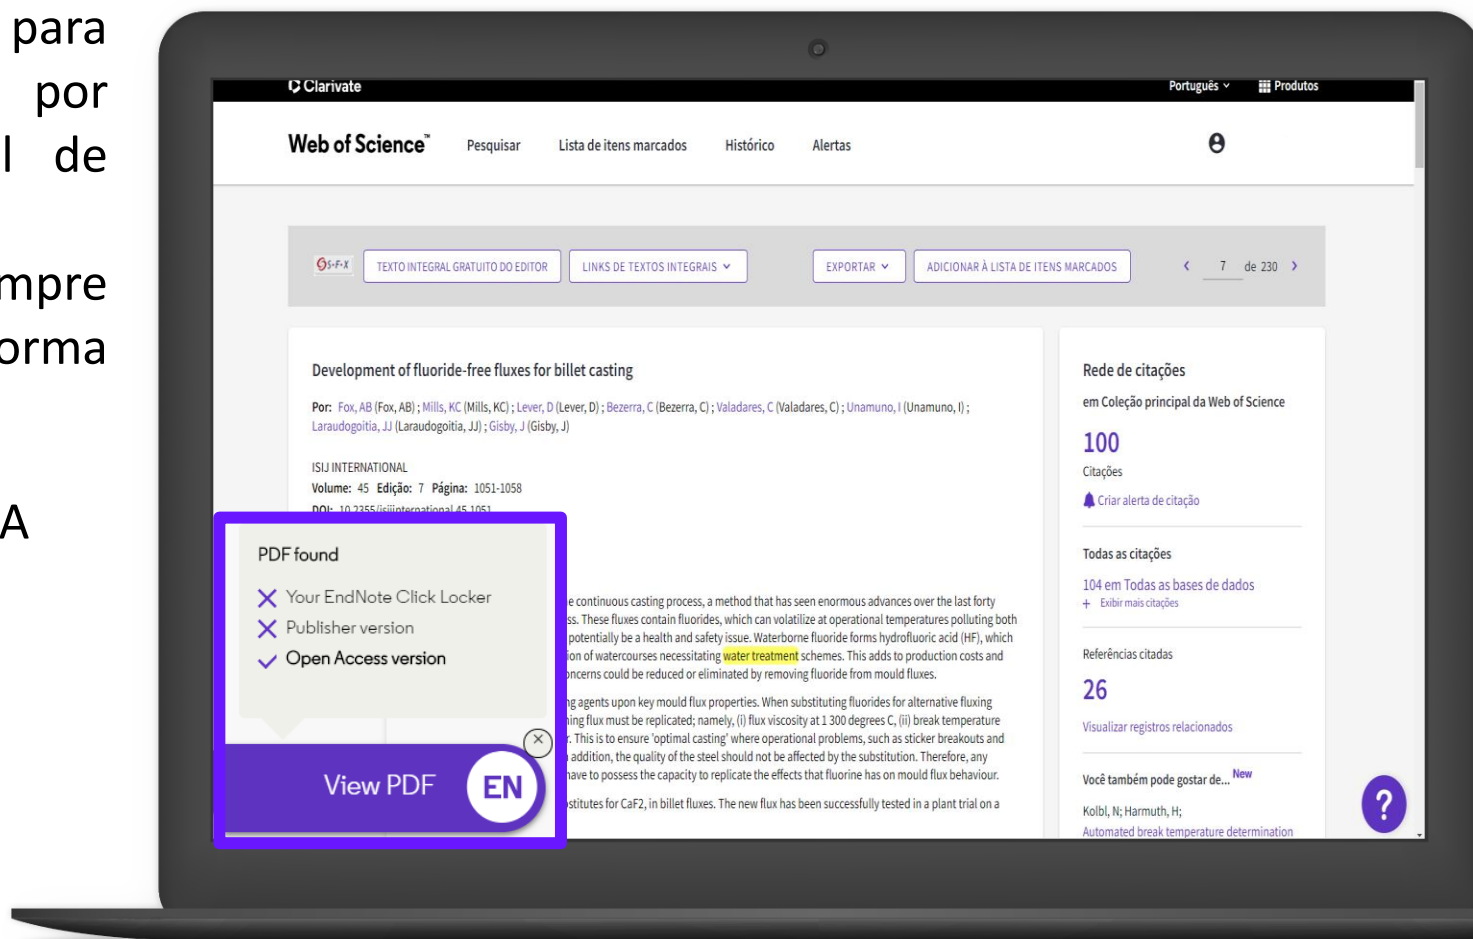 para
por
l de
mpre
orma
A
Clarivate
Português
Produtos
Web of Science™
Pesquisar
Lista de itens marcados
Histórico
Alertas
S·F·X
TEXTO INTEGRAL GRATUITO DO EDITOR
LINKS DE TEXTOS INTEGRAIS
EXPORTAR
ADICIONAR À LISTA DE ITENS MARCADOS
7 de 230
Development of fluoride-free fluxes for billet casting
Por: Fox, AB (Fox, AB) ; Mills, KC (Mills, KC) ; Lever, D (Lever, D) ; Bezerra, C (Bezerra, C) ; Valadares, C (Valadares, C) ; Unamuno, I (Unamuno, I) ;
Laraudogoitia, JJ (Laraudogoitia, JJ) ; Gisby, J (Gisby, J)
ISIJ INTERNATIONAL
Volume: 45 Edição: 7 Página: 1051-1058
DOI: 10.2355/isijinternational.45.1051
PDF found
Your EndNote Click Locker
Publisher version
Open Access version
View PDF
EN
e continuous casting process, a method that has seen enormous advances over the last forty
ss. These fluxes contain fluorides, which can volatilize at operational temperatures polluting both
potentially be a health and safety issue. Waterborne fluoride forms hydrofluoric acid (HF), which
ion of watercourses necessitating water treatment schemes. This adds to production costs and
oncerns could be reduced or eliminated by removing fluoride from mould fluxes.
ng agents upon key mould flux properties. When substituting fluorides for alternative fluxing
ning flux must be replicated; namely, (i) flux viscosity at 1 300 degrees C, (ii) break temperature
r. This is to ensure 'optimal casting' where operational problems, such as sticker breakouts and
addition, the quality of the steel should not be affected by the substitution. Therefore, any
have to possess the capacity to replicate the effects that fluorine has on mould flux behaviour.
stitutes for CaF2, in billet fluxes. The new flux has been successfully tested in a plant trial on a
Rede de citações
em Coleção principal da Web of Science
100
Citações
Criar alerta de citação
Todas as citações
104 em Todas as bases de dados
+ Exibir mais citações
Referências citadas
26
Visualizar registros relacionados
Você também pode gostar de... New
Kolbl, N; Harmuth, H;
Automated break temperature determination
?